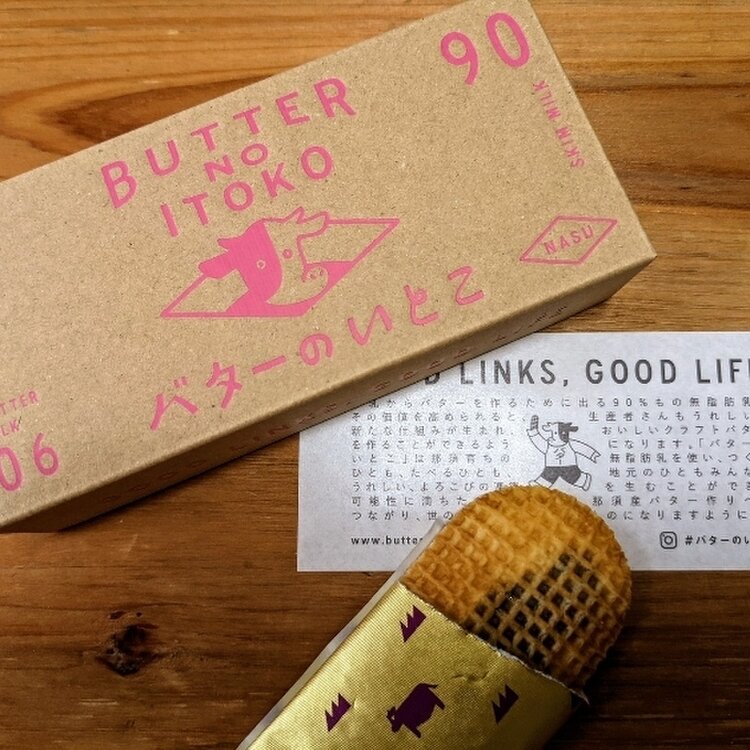 BUTTER
NO
ITOKO
バターのいとこ
90
SKIM MILK
NASU
TTER
LK
06
D LINKS, GOOD LIF
乳からバターを作るために出る90%もの無脂肪乳
その価値を高められると 生産者さんもうれしい
新たな仕組みが生まれ おいしいクラフトバタ
を作ることができるよう になります。「バター
いとこ」は那須育ちの 無脂肪乳を使い、つく
ひとも、たべるひとも、 地元のひともみんな
うれしい、よろこびの を生むことができ
可能性に満ちた 那須産バター作り
つながり、世の のになりますように
www.butter #バターのい